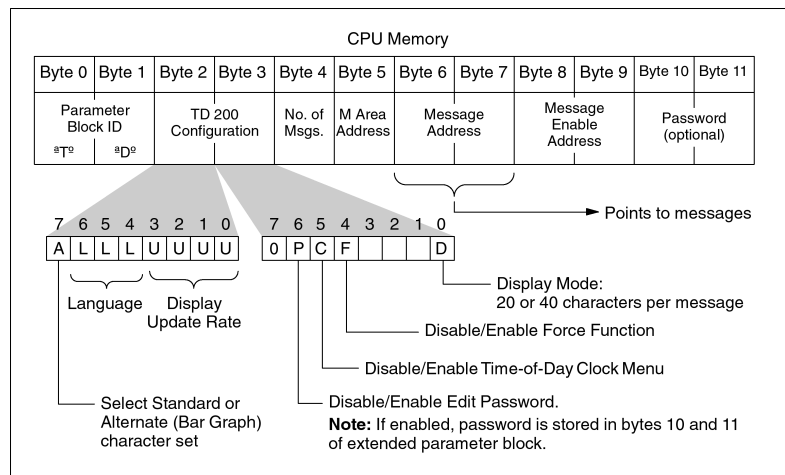 CPU Memory
Byte 0 Byte 1 Byte 2 Byte 3 Byte 4 Byte 5 Byte 6 Byte 7 Byte 8 Byte 9 Byte 10 Byte 11
Parameter
Block ID
ªTº ªDº
TD 200
Configuration
No. of
Msgs.
M Area
Address
Message
Address
Message
Enable
Address
Password
(optional)
Points to messages
7 6 5 4 3 2 1 0
A L L L U U U U
7 6 5 4 3 2 1 0
0 P C F D
Language
Display
Update Rate
Display Mode:
20 or 40 characters per message
Disable/Enable Force Function
Disable/Enable Time-of-Day Clock Menu
Select Standard or
Alternate (Bar Graph)
character set
Disable/Enable Edit Password.
Note: If enabled, password is stored in bytes 10 and 11
of extended parameter block.